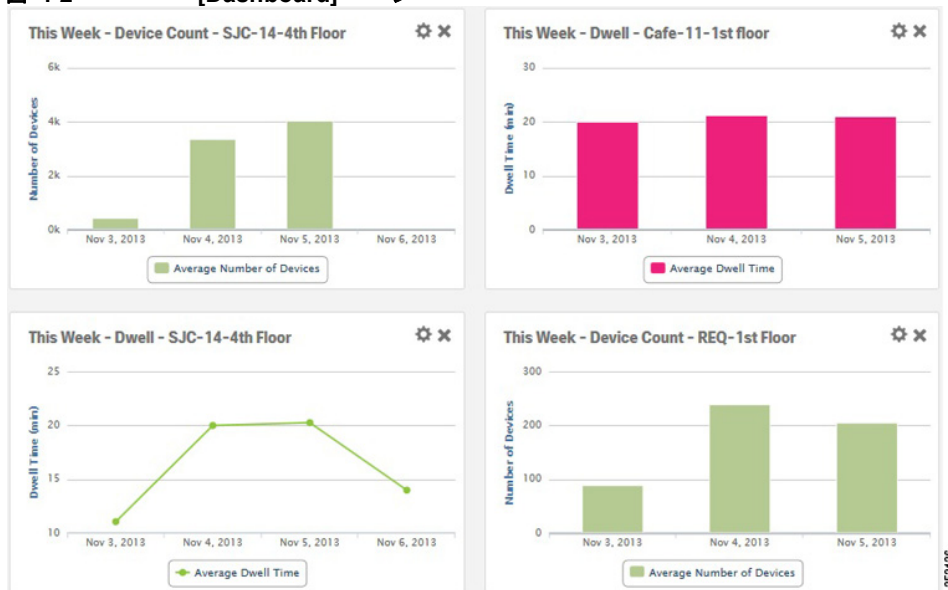 [Dashboard]
This Week - Device Count - SJC-14-4th Floor
6k
4k
2k
0k
Number of Devices
Nov 3, 2013 Nov 4, 2013 Nov 5, 2013 Nov 6, 2013
Average Number of Devices
This Week - Dwell - Cafe-11-1st floor
30
20
10
0
Dwell Time (min)
Nov 3, 2013 Nov 4, 2013 Nov 5, 2013
Average Dwell Time
This Week - Dwell - SJC-14-4th Floor
25
20
15
10
Dwell Time (min)
Nov 3, 2013 Nov 4, 2013 Nov 5, 2013 Nov 6, 2013
Average Dwell Time
This Week - Device Count - REQ-1st Floor
300
200
100
0
Number of Devices
Nov 3, 2013 Nov 4, 2013 Nov 5, 2013
Average Number of Devices